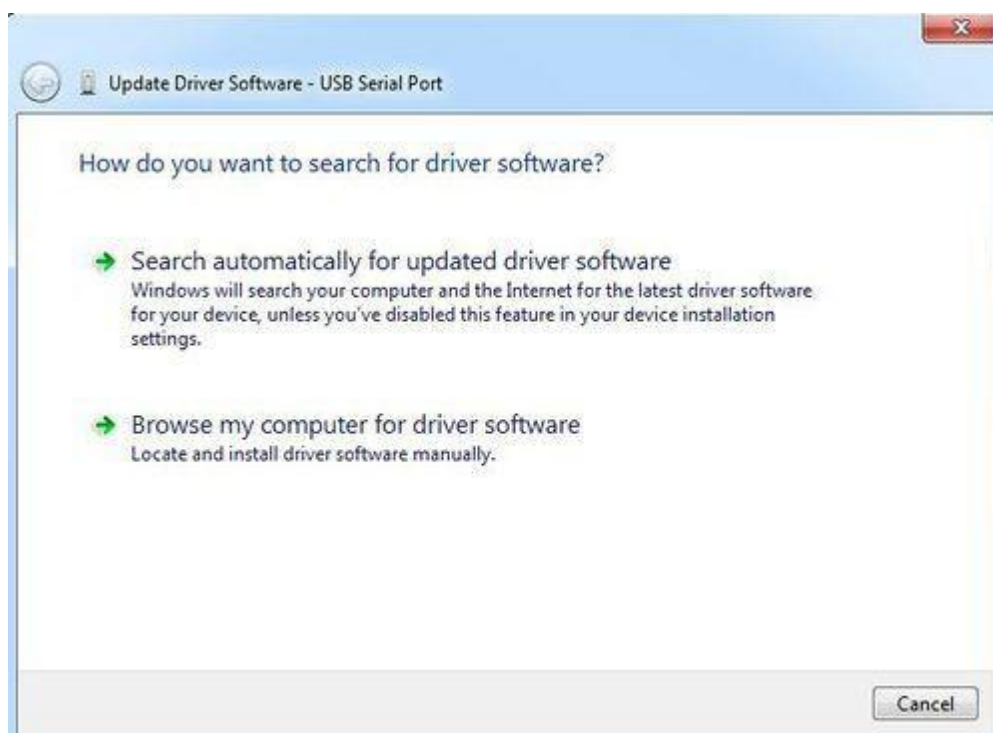 Update Driver Software - USB Serial Port
How do you want to search for driver software?
Search automatically for updated driver software
Windows will search your computer and the Internet for the latest driver software
for your device, unless you've disabled this feature in your device installation
settings.
Browse my computer for driver software
Locate and install driver software manually.
Cancel